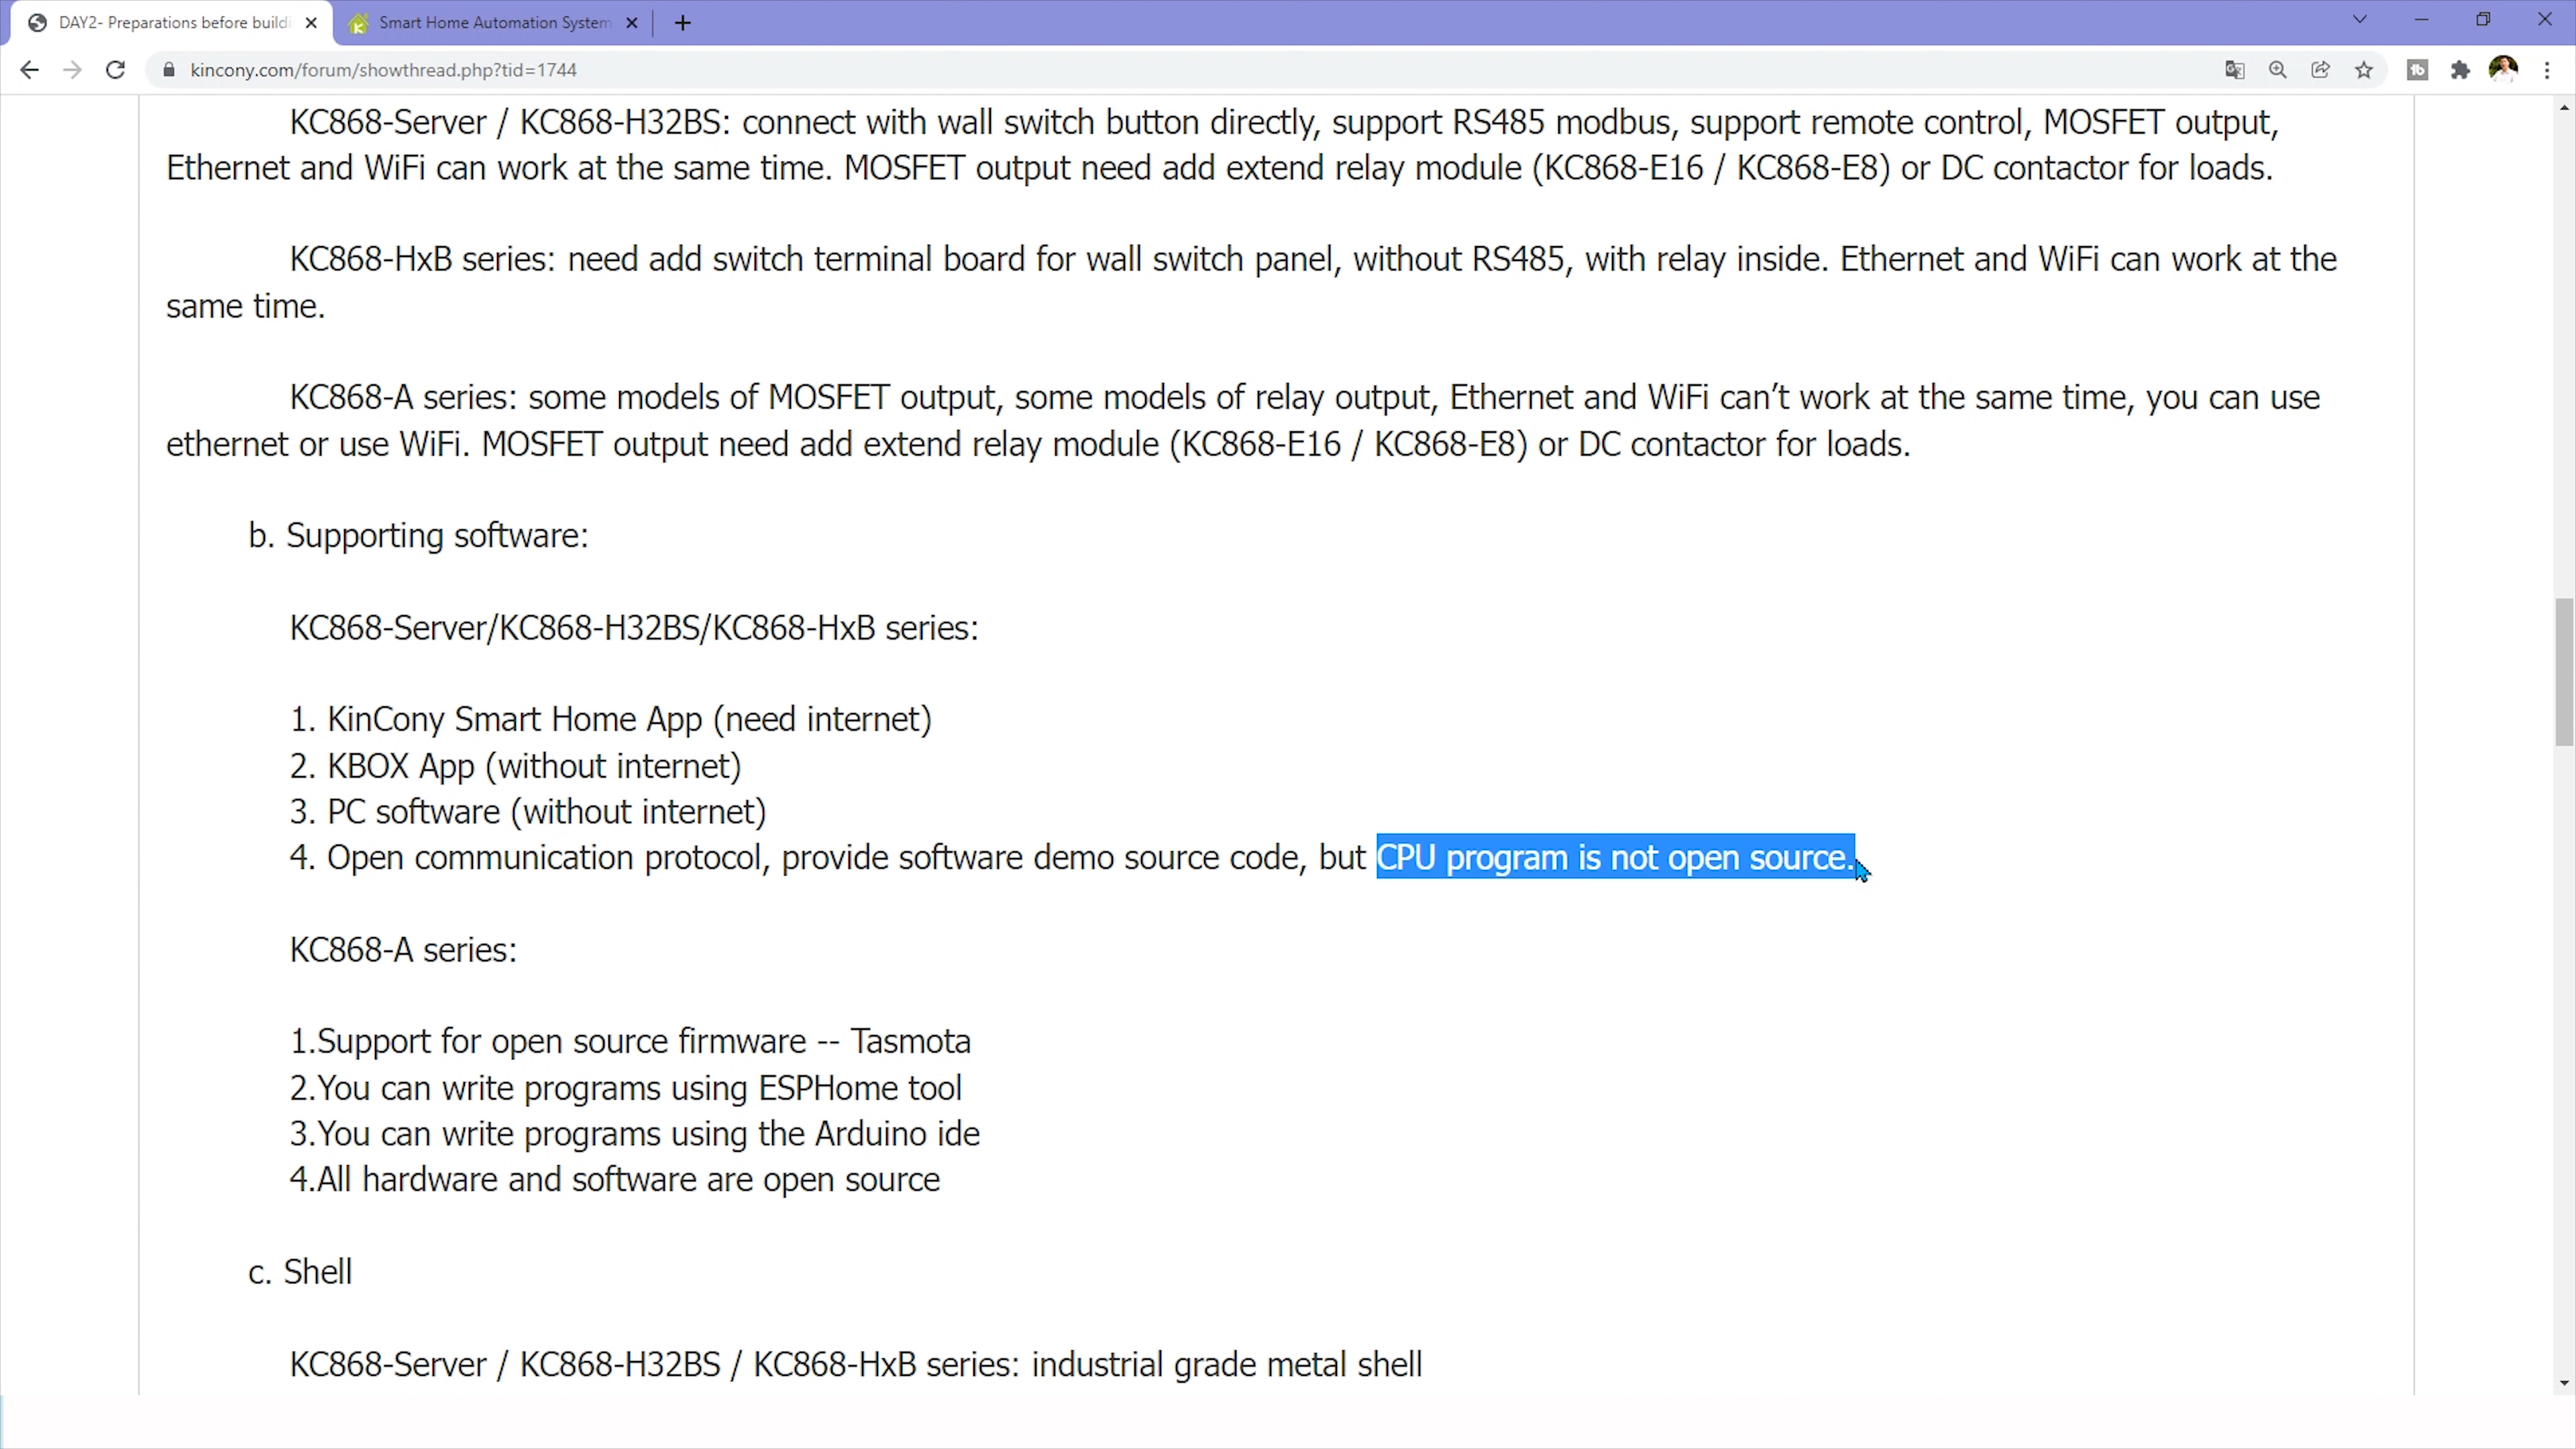 DAY2- Preparations before buildi
Smart Home Automation System
kincony.com/forum/showthread.php?tid=1744
KC868-Server / KC868-H32BS: connect with wall switch button directly, support RS485 modbus, support remote control, MOSFET output,
Ethernet and WiFi can work at the same time. MOSFET output need add extend relay module (KC868-E16 / KC868-E8) or DC contactor for loads.
KC868-HxB series: need add switch terminal board for wall switch panel, without RS485, with relay inside. Ethernet and WiFi can work at the
same time.
KC868-A series: some models of MOSFET output, some models of relay output, Ethernet and WiFi can’t work at the same time, you can use
ethernet or use WiFi. MOSFET output need add extend relay module (KC868-E16 / KC868-E8) or DC contactor for loads.
b. Supporting software:
KC868-Server/KC868-H32BS/KC868-HxB series:
1. KinCony Smart Home App (need internet)
2. KBOX App (without internet)
3. PC software (without internet)
4. Open communication protocol, provide software demo source code, but CPU program is not open source.
KC868-A series:
1.Support for open source firmware -- Tasmota
2.You can write programs using ESPHome tool
3.You can write programs using the Arduino ide
4.All hardware and software are open source
c. Shell
KC868-Server / KC868-H32BS / KC868-HxB series: industrial grade metal shell